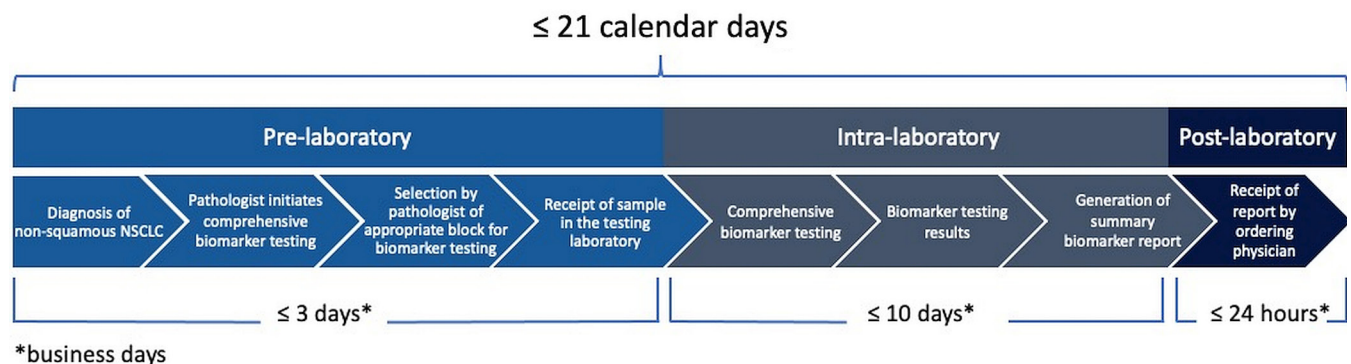 ≤ 21 calendar days
Pre-laboratory
Intra-laboratory
Post-laboratory
Diagnosis of
non-squamous NSCLC
Pathologist initiates
comprehensive
biomarker testing
Selection by
pathologist of
appropriate block for
biomarker testing
Receipt of sample
in the testing
laboratory
Comprehensive
biomarker testing
Biomarker testing
results
Generation of
summary
biomarker report
Receipt of
report by
ordering
physician
≤ 3 days*
≤ 10 days*
≤ 24 hours*
*business days